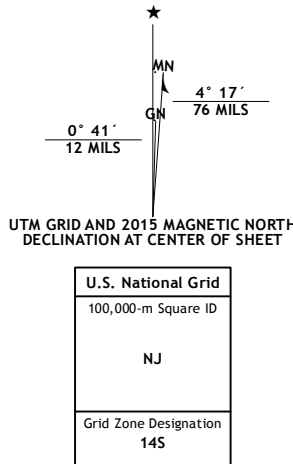 ★
MN
GN
4° 17´
76 MILS
0° 41´
12 MILS
UTM GRID AND 2015 MAGNETIC NORTH
DECLINATION AT CENTER OF SHEET
U.S. National Grid
100,000-m Square ID
NJ
Grid Zone Designation
14S